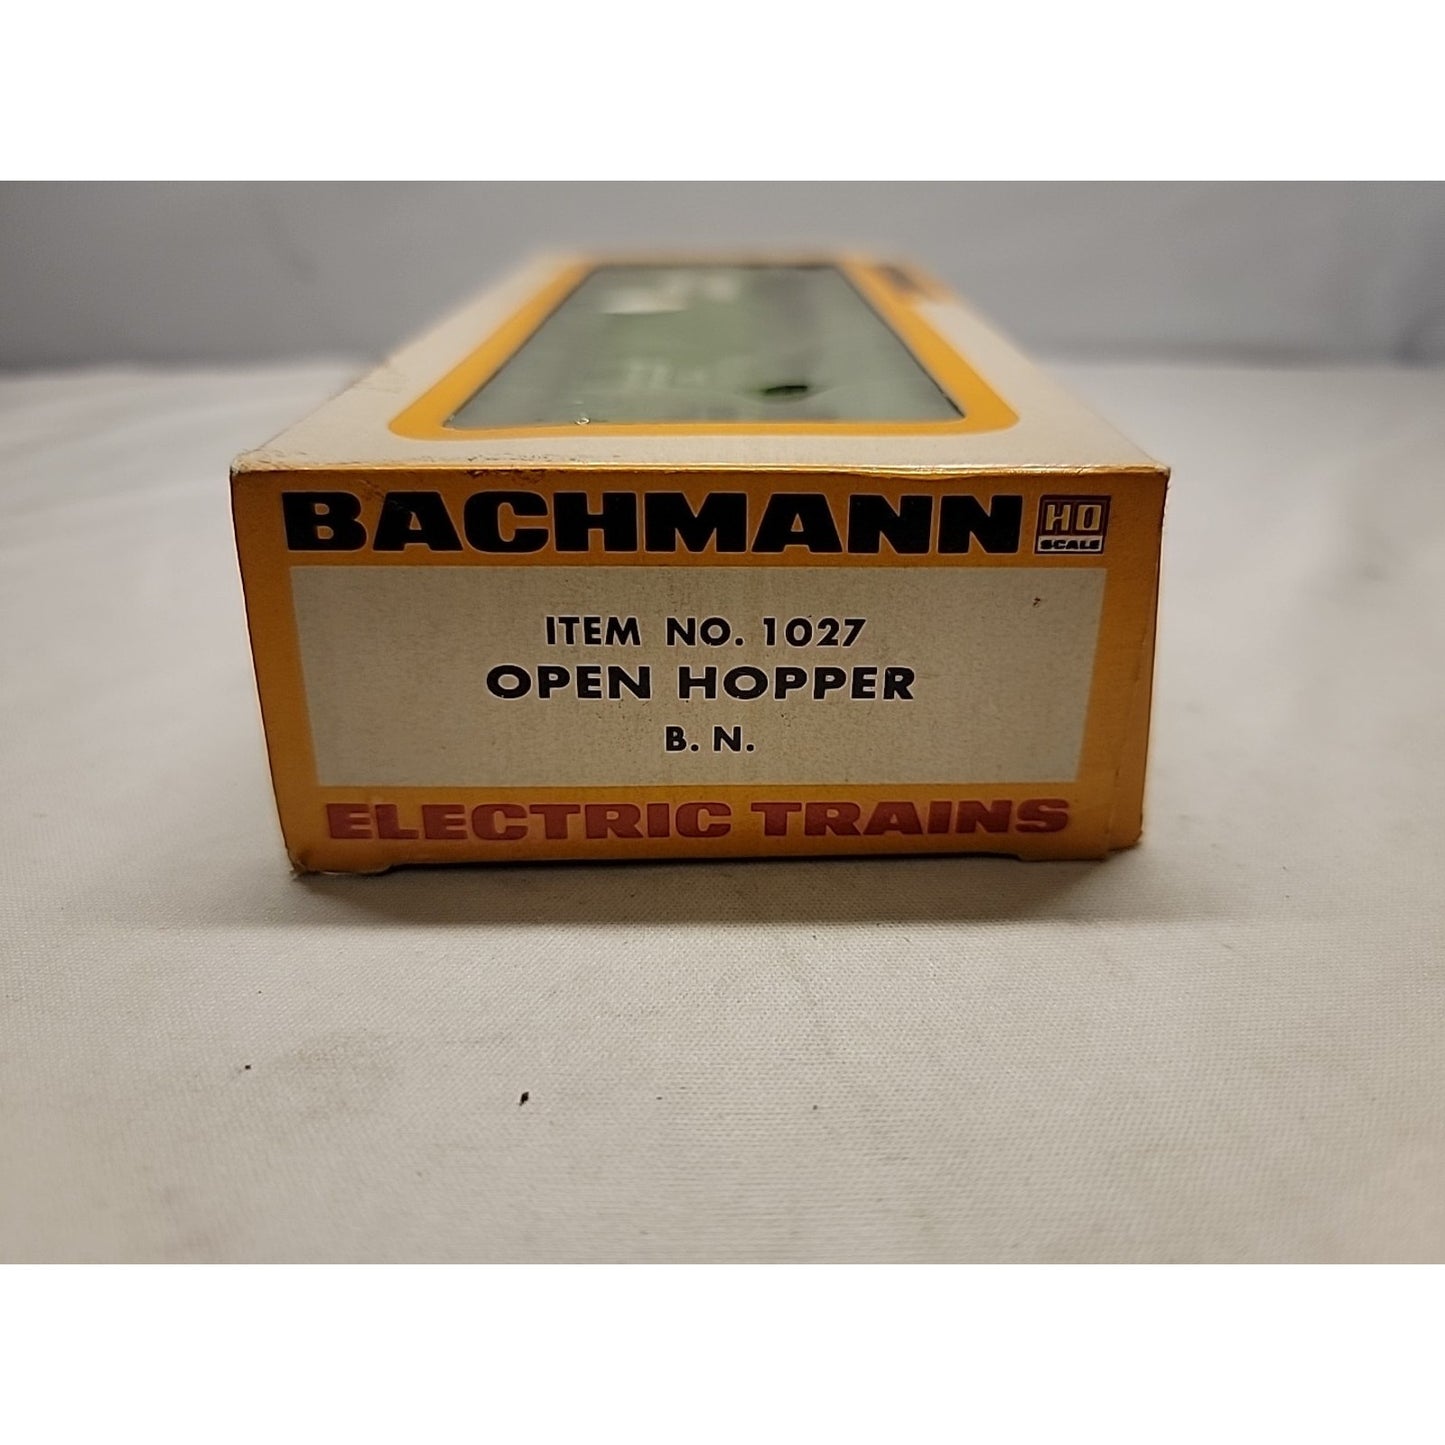 BACHMANN HO SCALE
ITEM NO. 1027
OPEN HOPPER
B. N.
ELECTRIC TRAINS